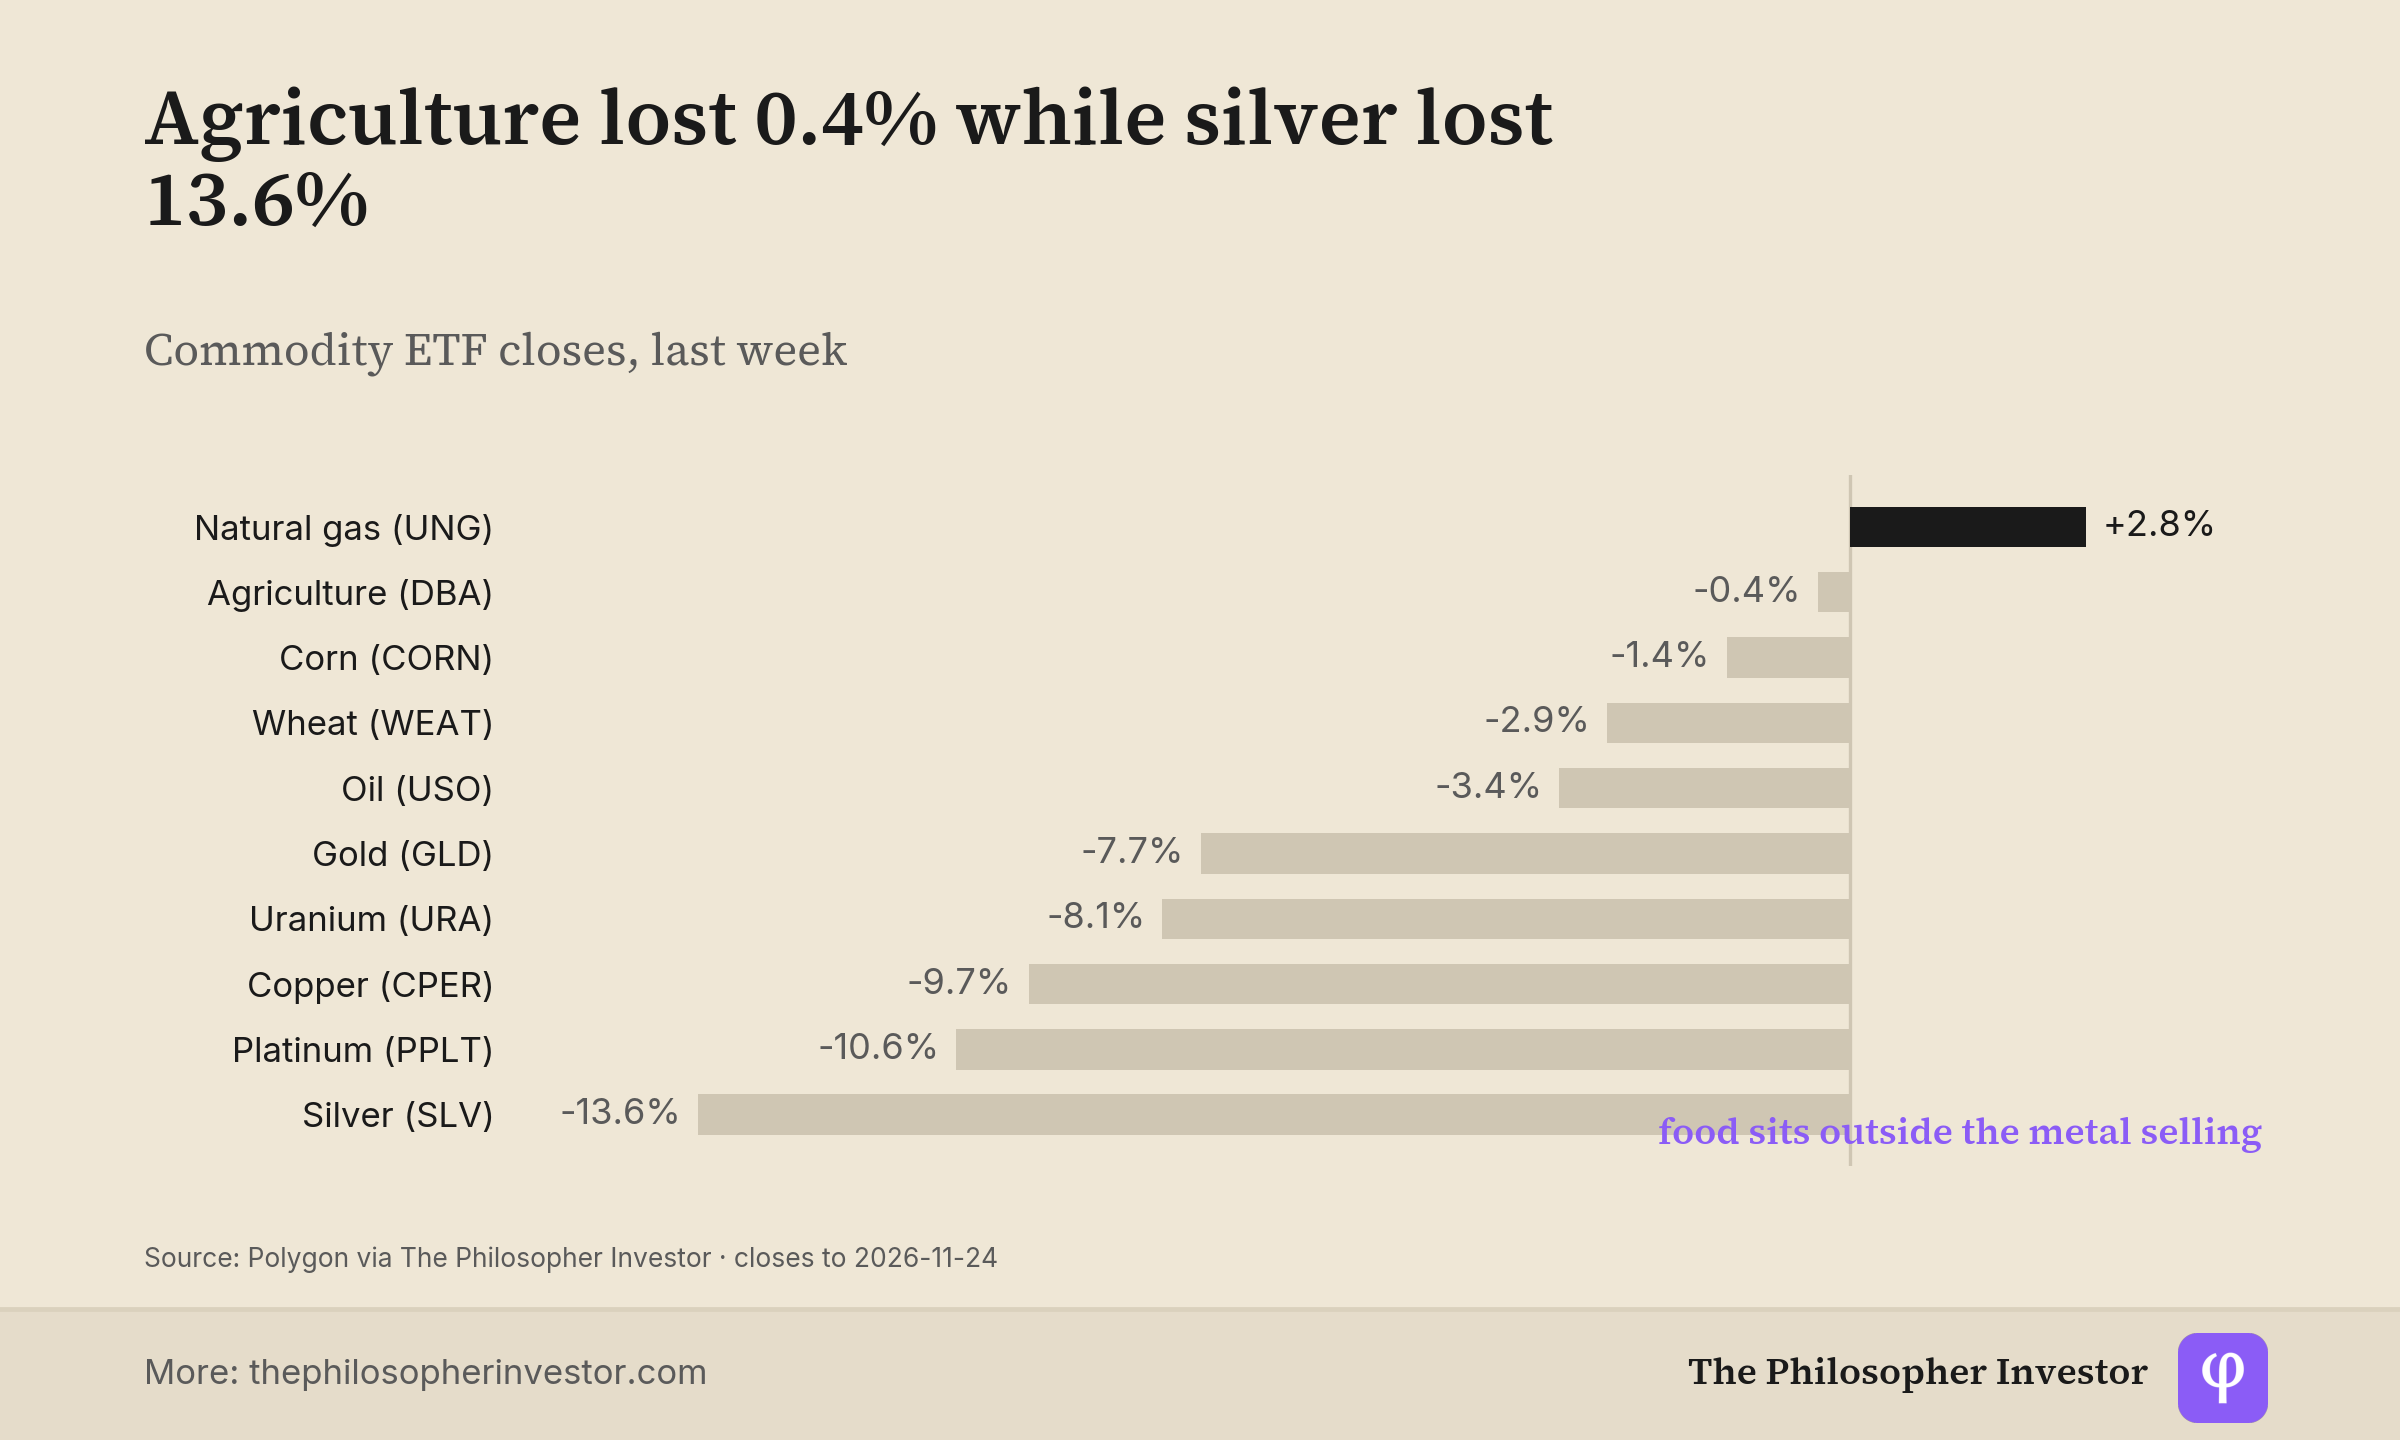 Agriculture lost 0.4% while silver lost
13.6%
Commodity ETF closes, last week
Natural gas (UNG) +2.8%
Agriculture (DBA) -0.4%
Corn (CORN) -1.4%
Wheat (WEAT) -2.9%
Oil (USO) -3.4%
Gold (GLD) -7.7%
Uranium (URA) -8.1%
Copper (CPER) -9.7%
Platinum (PPLT) -10.6%
Silver (SLV) -13.6%
food sits outside the metal selling
Source: Polygon via The Philosopher Investor · closes to 2026-11-24
More: thephilosopherinvestor.com
The Philosopher Investor φ